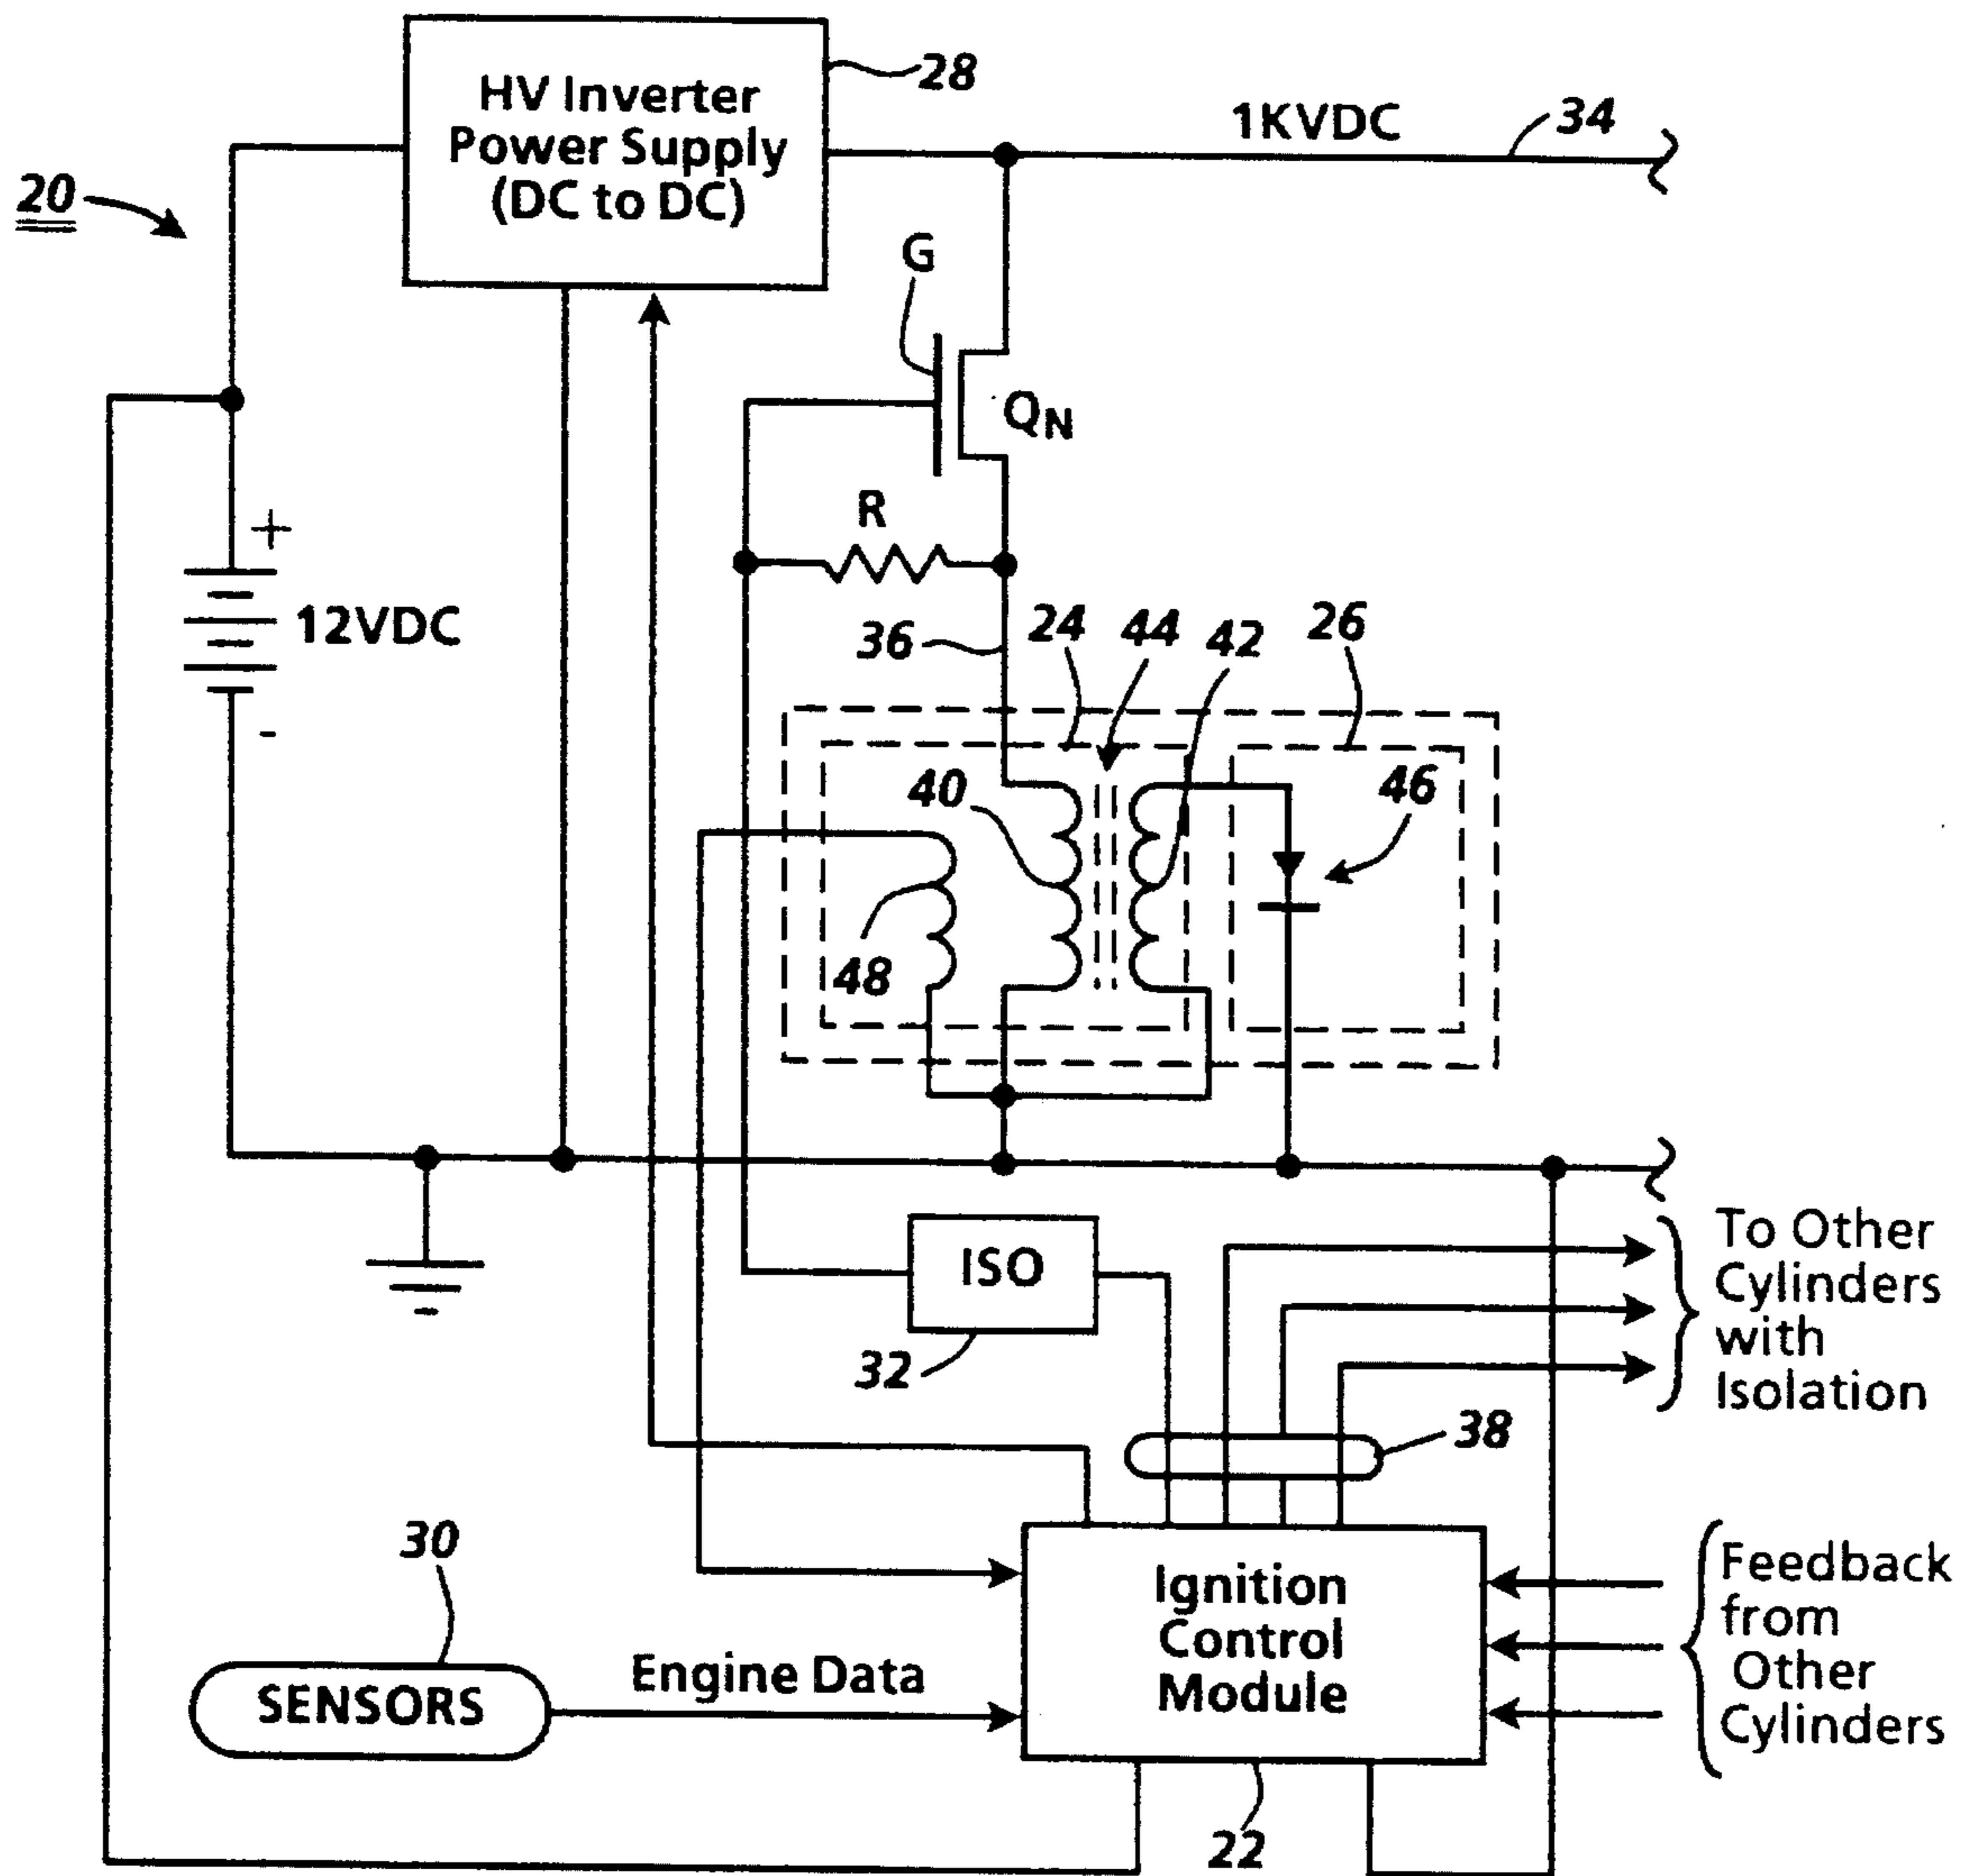 HV Inverter
Power Supply
(DC to DC)
28
1KVDC
34
20
G
QN
R
+
12VDC
-
36
24
44
42
26
40
46
48
ISO
32
To Other
Cylinders
with
Isolation
38
30
SENSORS
Engine Data
Ignition
Control
Module
Feedback
from
Other
Cylinders
22